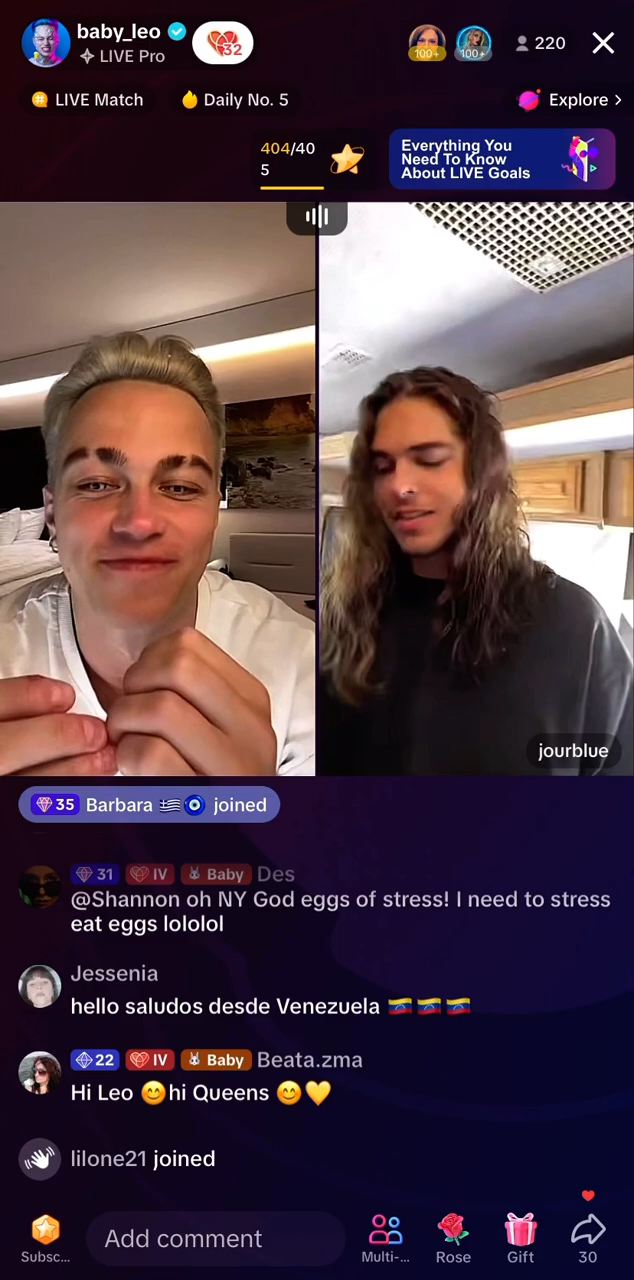 baby_leo
LIVE Pro
32
100+
100+
220
LIVE Match
Daily No. 5
Explore >
404/40
5
Everything You
Need To Know
About LIVE Goals
jourblue
35 Barbara 🇬🇷🧿 joined
31 IV Baby Des
@Shannon oh NY God eggs of stress! I need to stress
eat eggs lololol
Jessenia
hello saludos desde Venezuela 🇻🇪🇻🇪🇻🇪
22 IV Baby Beata.zma
Hi Leo 😊hi Queens 😊💛
lilone21 joined
Add comment
Subsc...
Multi-...
Rose
Gift
30